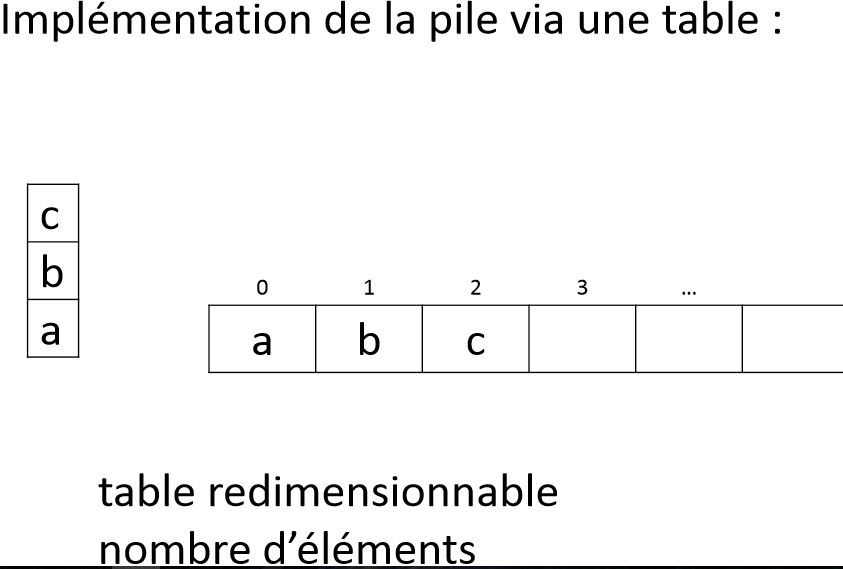 Implémentation de la pile via une table :
c
b
a
0 1 2 3 ...
a b c
table redimensionnable
nombre d’éléments